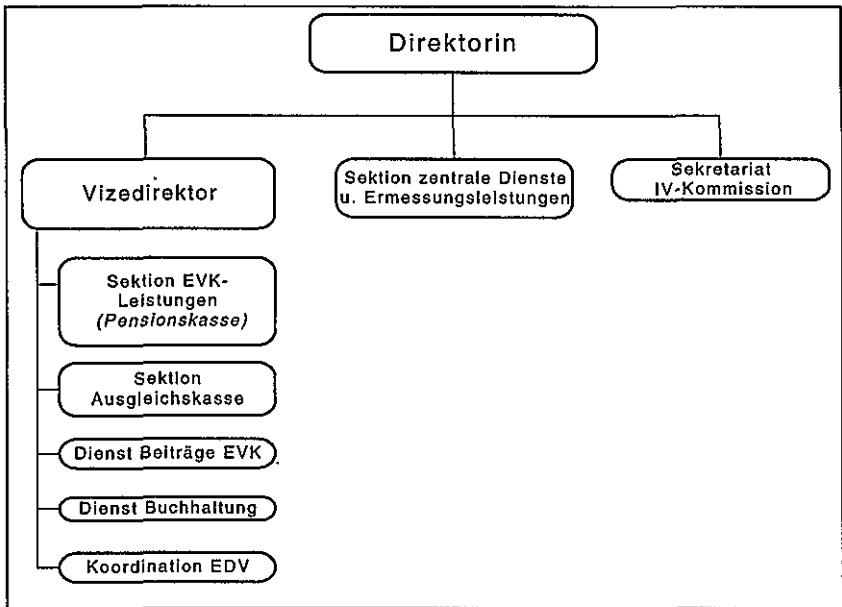 Direktorin
Vizedirektor
Sektion zentrale Dienste
u. Ermessungsleistungen
Sekretariat
IV-Kommission
Sektion EVK-
Leistungen
(Pensionskasse)
Sektion
Ausgleichskasse
Dienst Beiträge EVK
Dienst Buchhaltung
Koordination EDV